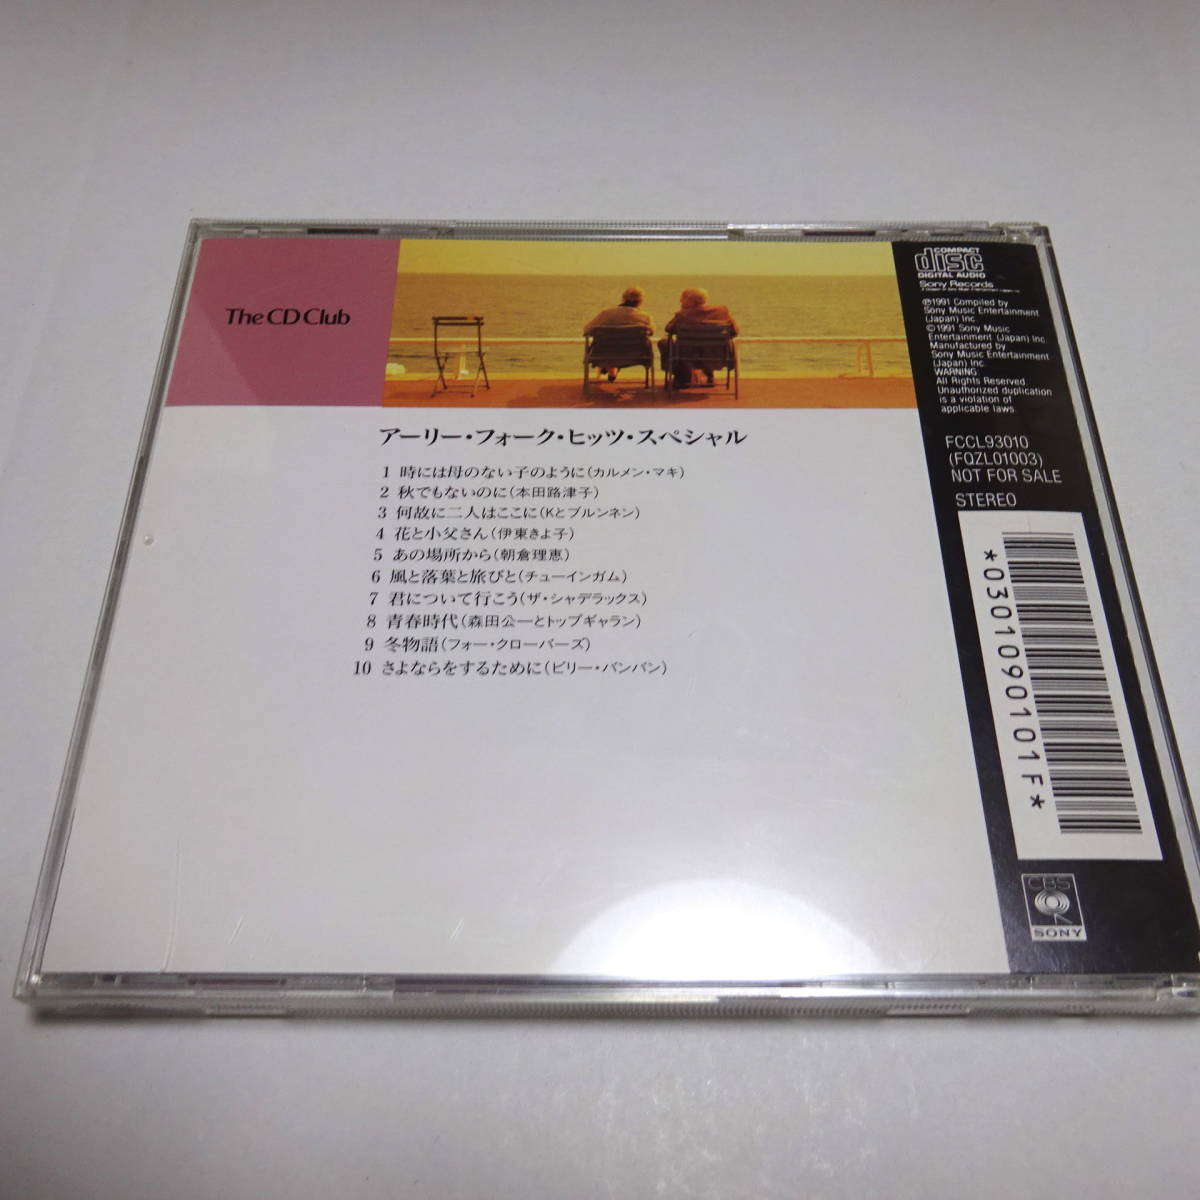 The CD Club
アーリー・フォーク・ヒッツ・スペシャル
1 時には母のない子のように(カルメン・マキ)
2 秋でもないのに(本田路津子)
3 何故に二人はここに(Kとブルンネン)
4 花と小父さん(伊東きよ子)
5 あの場所から(朝倉理恵)
6 風と落葉と旅びと(チューインガム)
7 君について行こう(ザ・シャデラックス)
8 青春時代(森田公一とトップギャラン)
9 冬物語(フォー・クローバーズ)
10 さよならをするために(ビリー・バンバン)
COMPACT
disc
DIGITAL AUDIO
Sony Records
℗1991 Compiled by
Sony Music Entertainment
(Japan) Inc.
©1991 Sony Music
Entertainment (Japan) Inc.
Manufactured by
Sony Music Entertainment
(Japan) Inc.
WARNING
All Rights Reserved.
Unauthorized duplication
is a violation of
applicable laws.
FCCL93010
(FQZL01003)
NOT FOR SALE
STEREO
*0301090101F*
CBS
SONY